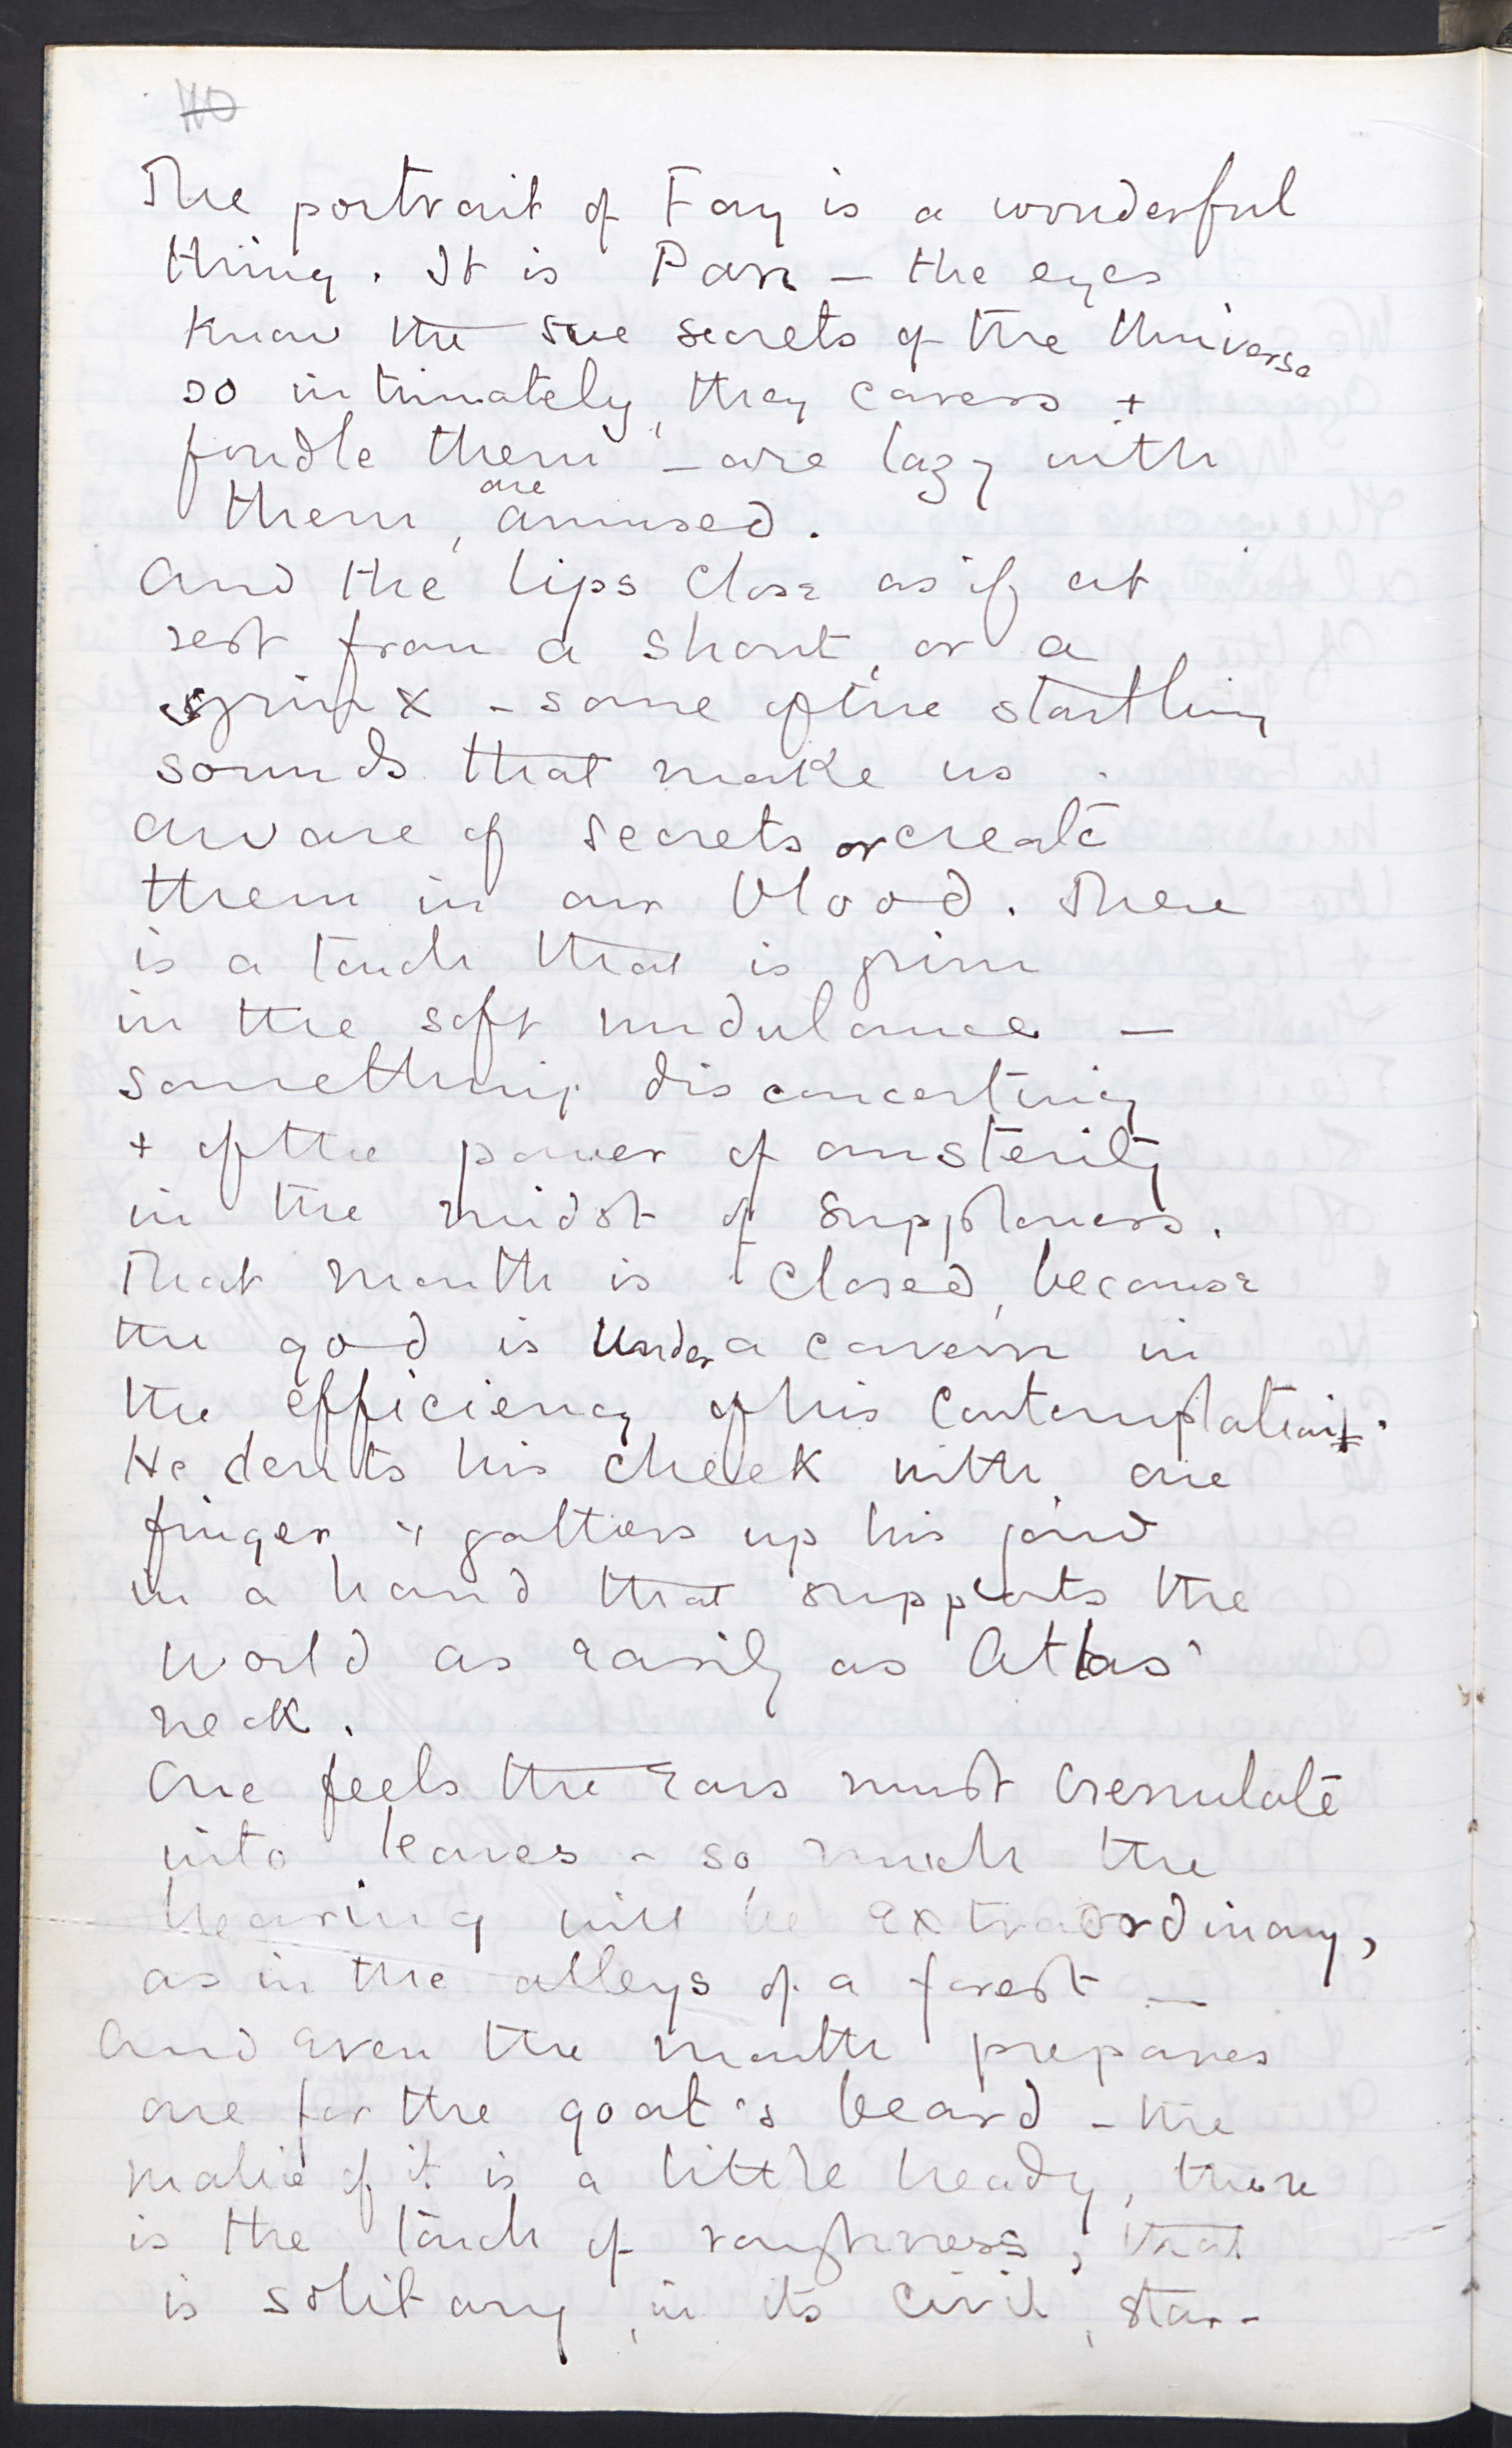 110
The portrait of Fay is a wonderful
thing. It is Pan – the eyes
know the secrets of the Universe
so intimately, they caress +
fondle them – are lazy with
them, are amused.
And the lips close as if at
rest from a shout, or a
syrinx – some of the startling
sounds that make us
aware of secrets or create
them in our blood. There
is a touch that is grim
in the soft undulance –
something disconcerting
+ of the power of austerity
in the midst of suppleness.
That mouth is closed, because
the god is under a cavern in
the efficiency of his contemplation.
He dents his cheek with one
finger & gathers up his jaw
in a hand that supports the
world as easily as Atlas'
neck.
One feels the ears must crenulate
into leaves – so much the
hearing will be extraordinary,
as in the alleys of a forest –
And even the mouth prepares
one for the goat's beard – the
malice of it is a little heady, there
is the touch of roughness, that
is solitary, in its civil, star-